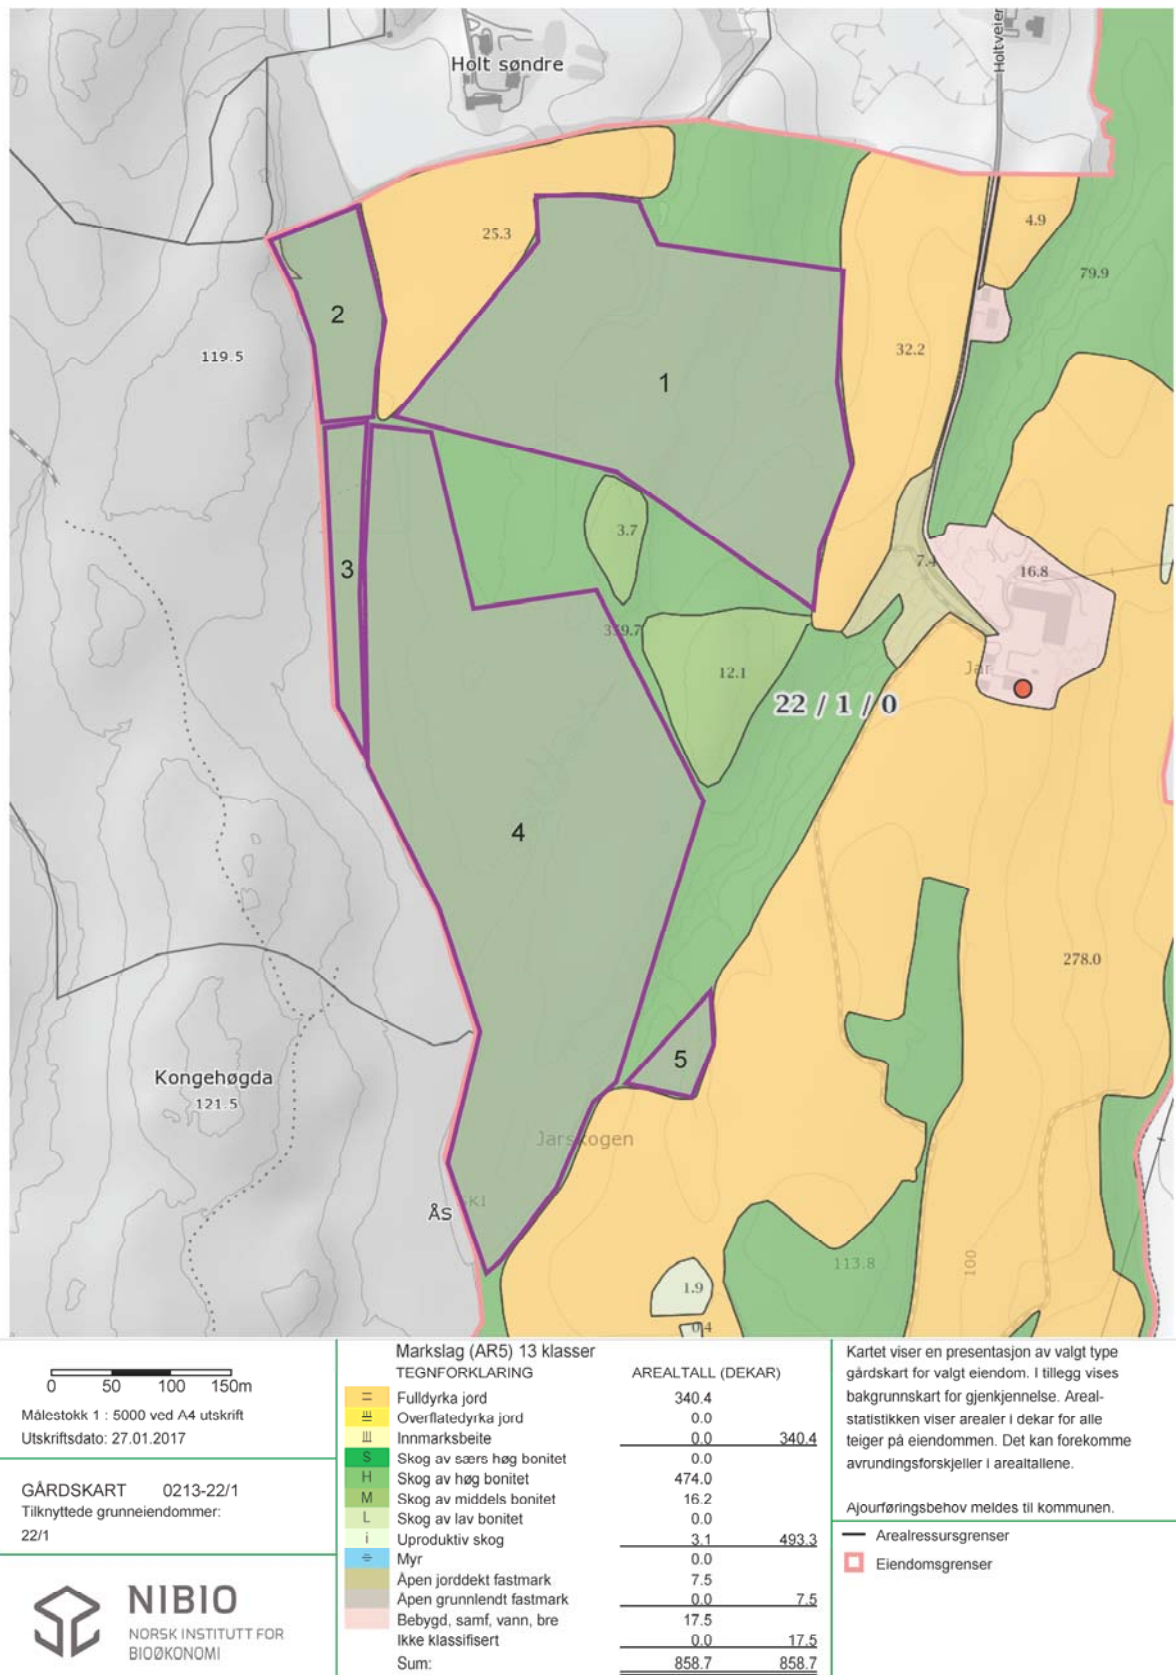 Holt søndre
Holtveien
25.3
4.9
79.9
2
119.5
32.2
1
3.7
3
7.4
16.8
359.7
12.1
Jar
22 / 1 / 0
4
278.0
5
Kongehøgda
121.5
Jarskogen
ÅS
SKI
113.8
100
1.9
0.4
0 50 100 150m
Målestokk 1 : 5000 ved A4 utskrift
Utskriftsdato: 27.01.2017
GÅRDSKART 0213-22/1
Tilknyttede grunneiendommer:
22/1
NIBIO
NORSK INSTITUTT FOR
BIOØKONOMI
Markslag (AR5) 13 klasser
TEGNFORKLARING AREALTALL (DEKAR)
Fulldyrka jord 340.4
Overflatedyrka jord 0.0
Innmarksbeite 0.0 340.4
S Skog av særs høg bonitet 0.0
H Skog av høg bonitet 474.0
M Skog av middels bonitet 16.2
L Skog av lav bonitet 0.0
i Uproduktiv skog 3.1 493.3
Myr 0.0
Åpen jorddekt fastmark 7.5
Åpen grunnlendt fastmark 0.0 7.5
Bebygd, samf, vann, bre 17.5
Ikke klassifisert 0.0 17.5
Sum: 858.7 858.7
Kartet viser en presentasjon av valgt type
gårdskart for valgt eiendom. I tillegg vises
bakgrunnskart for gjenkjennelse. Areal-
statistikken viser arealer i dekar for alle
teiger på eiendommen. Det kan forekomme
avrundingsforskjeller i arealtallene.
Ajourføringsbehov meldes til kommunen.
Arealressursgrenser
Eiendomsgrenser